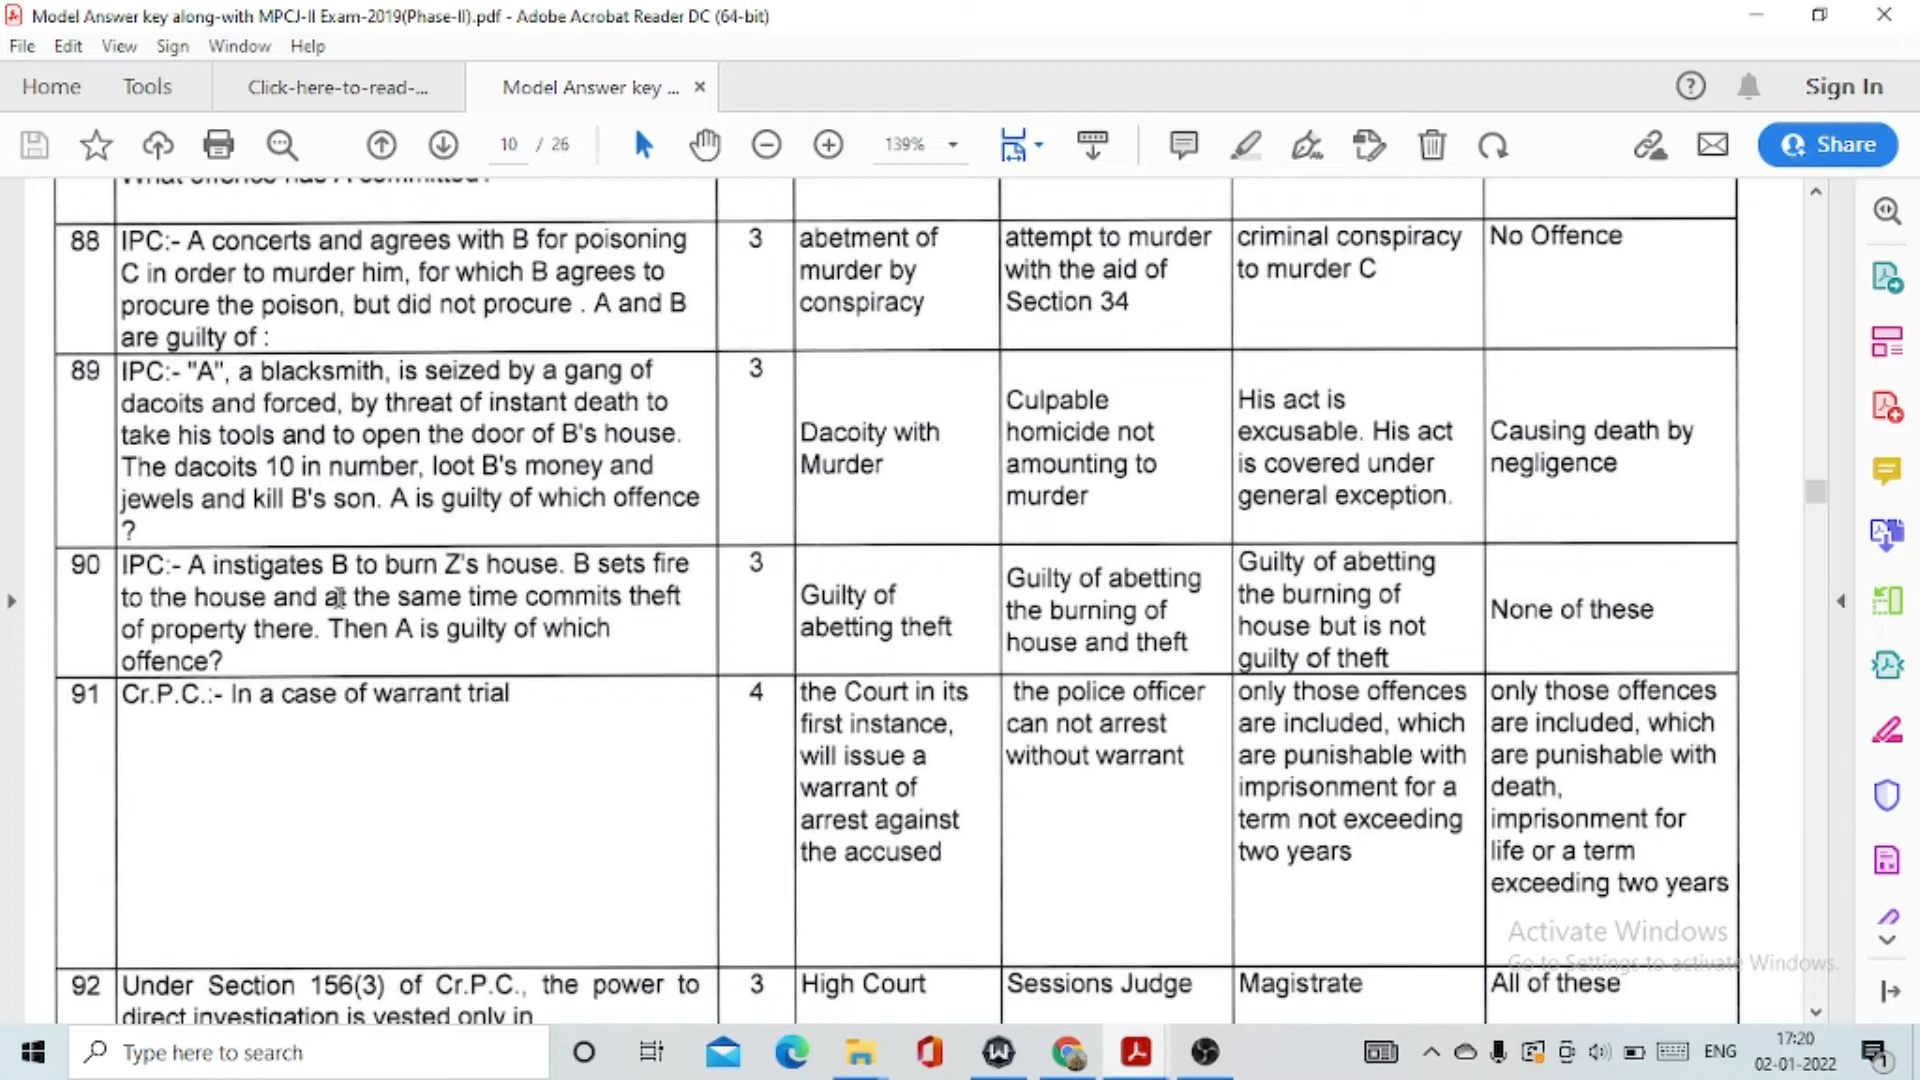 Model Answer key along-with MPCJ-II Exam-2019(Phase-II).pdf - Adobe Acrobat Reader DC (64-bit)
File Edit View Sign Window Help
Home Tools Click-here-to-read-... Model Answer key ... × Sign In
10 / 26 139% Share
What offence has A committed?
88 IPC:- A concerts and agrees with B for poisoning
C in order to murder him, for which B agrees to
procure the poison, but did not procure . A and B
are guilty of :
3
abetment of
murder by
conspiracy
attempt to murder
with the aid of
Section 34
criminal conspiracy
to murder C
No Offence
89 IPC:- "A", a blacksmith, is seized by a gang of
dacoits and forced, by threat of instant death to
take his tools and to open the door of B's house.
The dacoits 10 in number, loot B's money and
jewels and kill B's son. A is guilty of which offence
?
3
Dacoity with
Murder
Culpable
homicide not
amounting to
murder
His act is
excusable. His act
is covered under
general exception.
Causing death by
negligence
90 IPC:- A instigates B to burn Z's house. B sets fire
to the house and at the same time commits theft
of property there. Then A is guilty of which
offence?
3
Guilty of
abetting theft
Guilty of abetting
the burning of
house and theft
Guilty of abetting
the burning of
house but is not
guilty of theft
None of these
91 Cr.P.C.:- In a case of warrant trial
4
the Court in its
first instance,
will issue a
warrant of
arrest against
the accused
the police officer
can not arrest
without warrant
only those offences
are included, which
are punishable with
imprisonment for a
term not exceeding
two years
only those offences
are included, which
are punishable with
death,
imprisonment for
life or a term
exceeding two years
92 Under Section 156(3) of Cr.P.C., the power to
direct investigation is vested only in
3
High Court
Sessions Judge
Magistrate
All of these
Activate Windows
Go to Settings to activate Windows.
Type here to search
ENG
17:20
02-01-2022
1